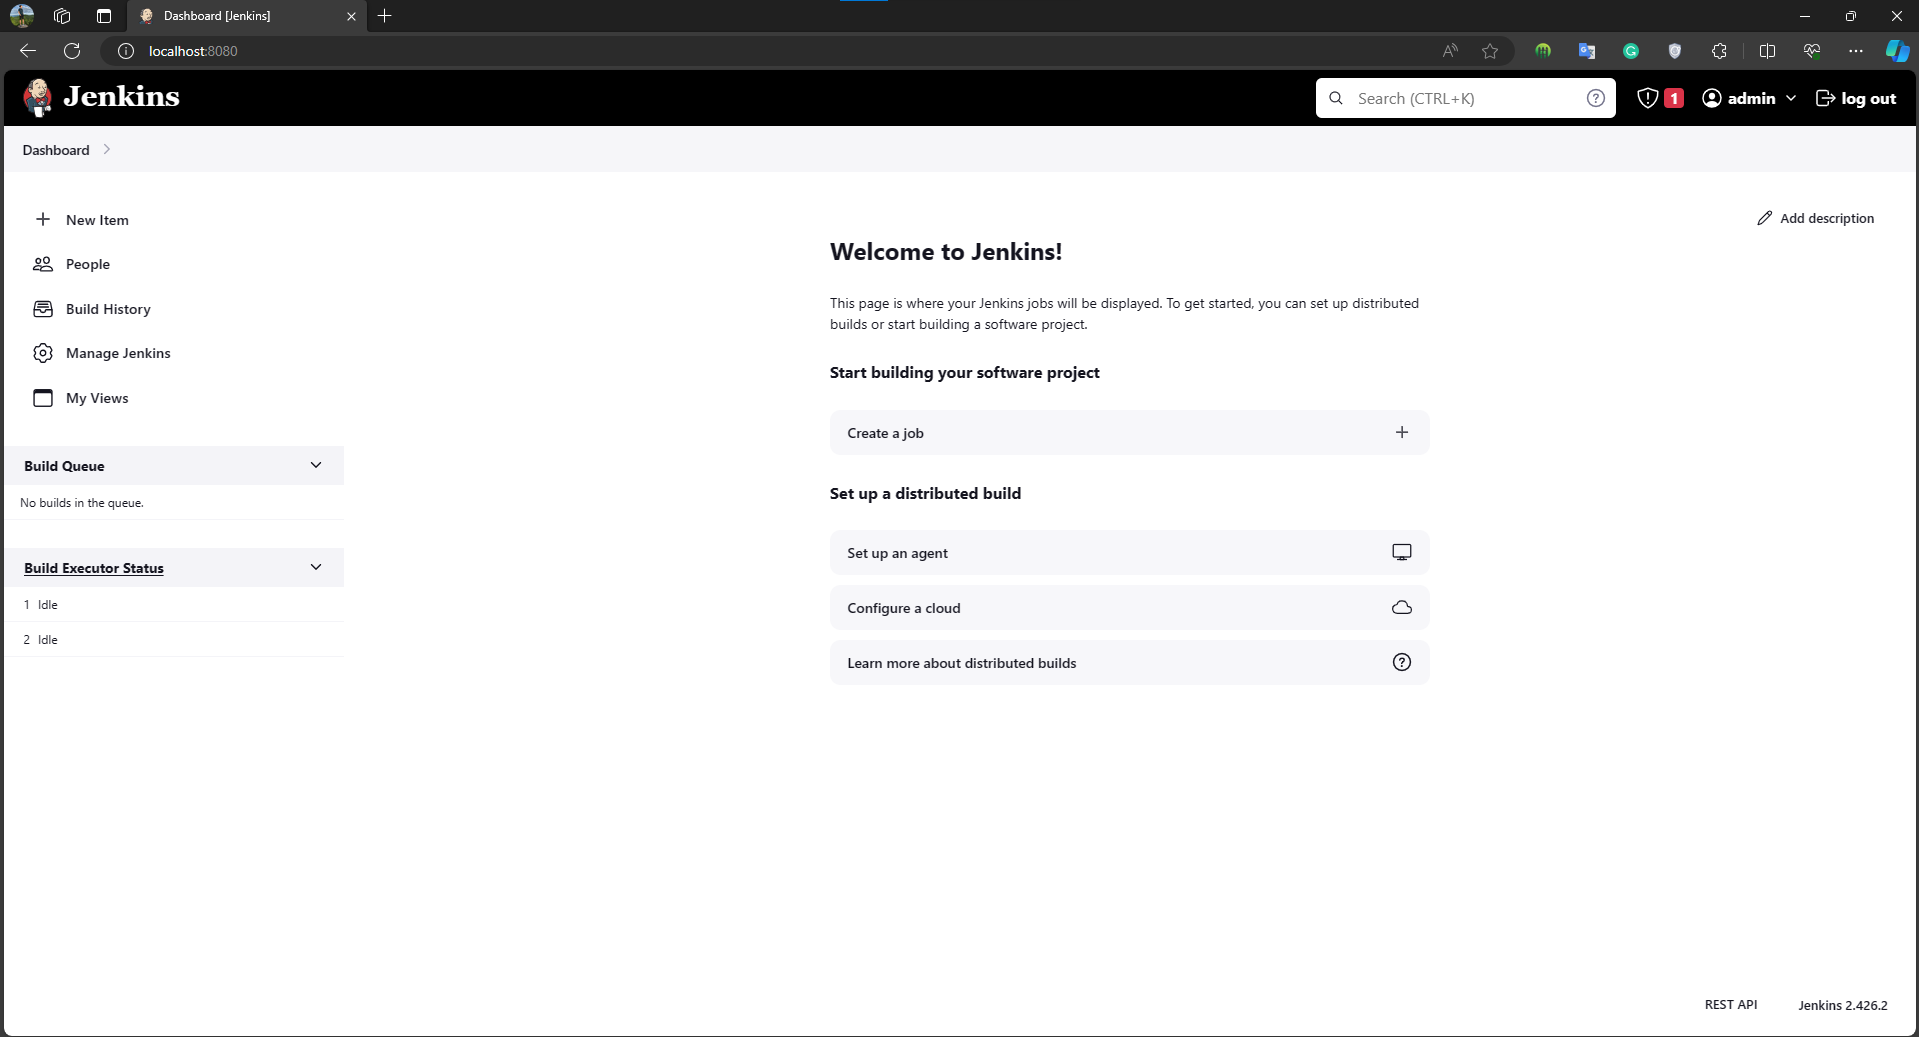 Dashboard [Jenkins]
localhost:8080
Jenkins
Search (CTRL+K)
1
admin
log out
Dashboard
New Item
People
Build History
Manage Jenkins
My Views
Build Queue
No builds in the queue.
Build Executor Status
1 Idle
2 Idle
Add description
Welcome to Jenkins!
This page is where your Jenkins jobs will be displayed. To get started, you can set up distributed
builds or start building a software project.
Start building your software project
Create a job
Set up a distributed build
Set up an agent
Configure a cloud
Learn more about distributed builds
REST API
Jenkins 2.426.2